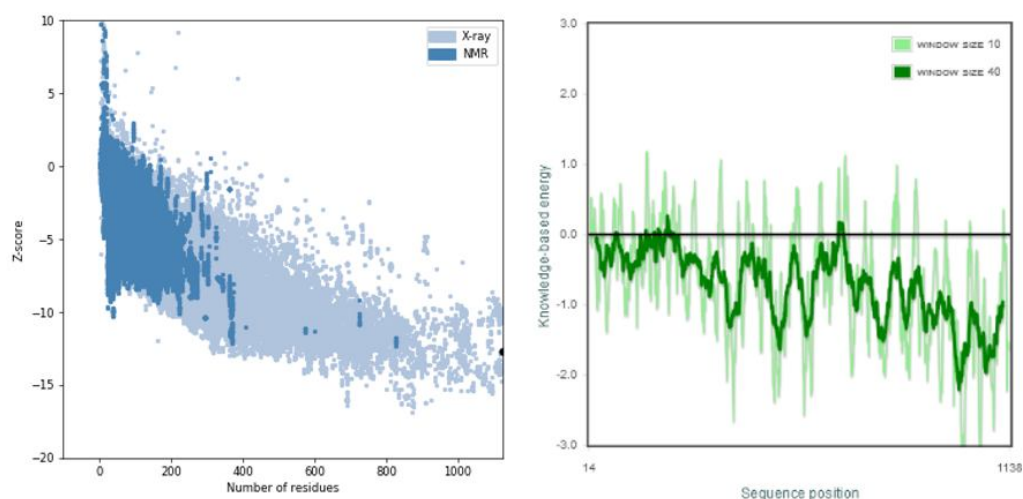 10
5
0
-5
-10
-15
-20
Z-score
0
200
400
600
800
1000
Number of residues
X-ray
NMR
3.0
2.0
1.0
0.0
-1.0
-2.0
-3.0
Knowledge-based energy
WINDOW SIZE 10
WINDOW SIZE 40
14
1138
Sequence position